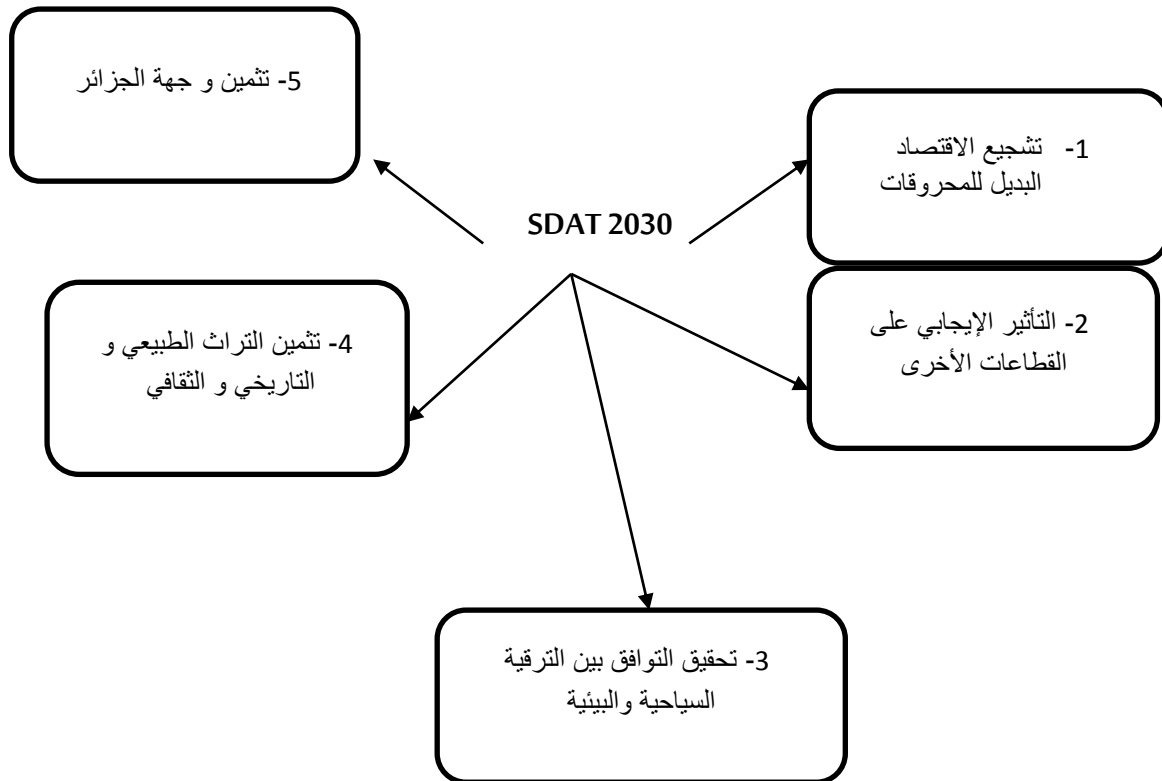 SDAT 2030
1- تشجيع الاقتصاد
البديل للمحروقات
2- التأثير الإيجابي على
القطاعات الأخرى
3- تحقيق التوافق بين الترقية
السياحية والبيئية
4- تثمين التراث الطبيعي و
التاريخي و الثقافي
5- تثمين و جهة الجزائر